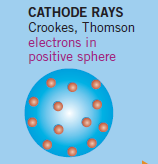 CATHODE RAYS
Crookes, Thomson
electrons in
positive sphere